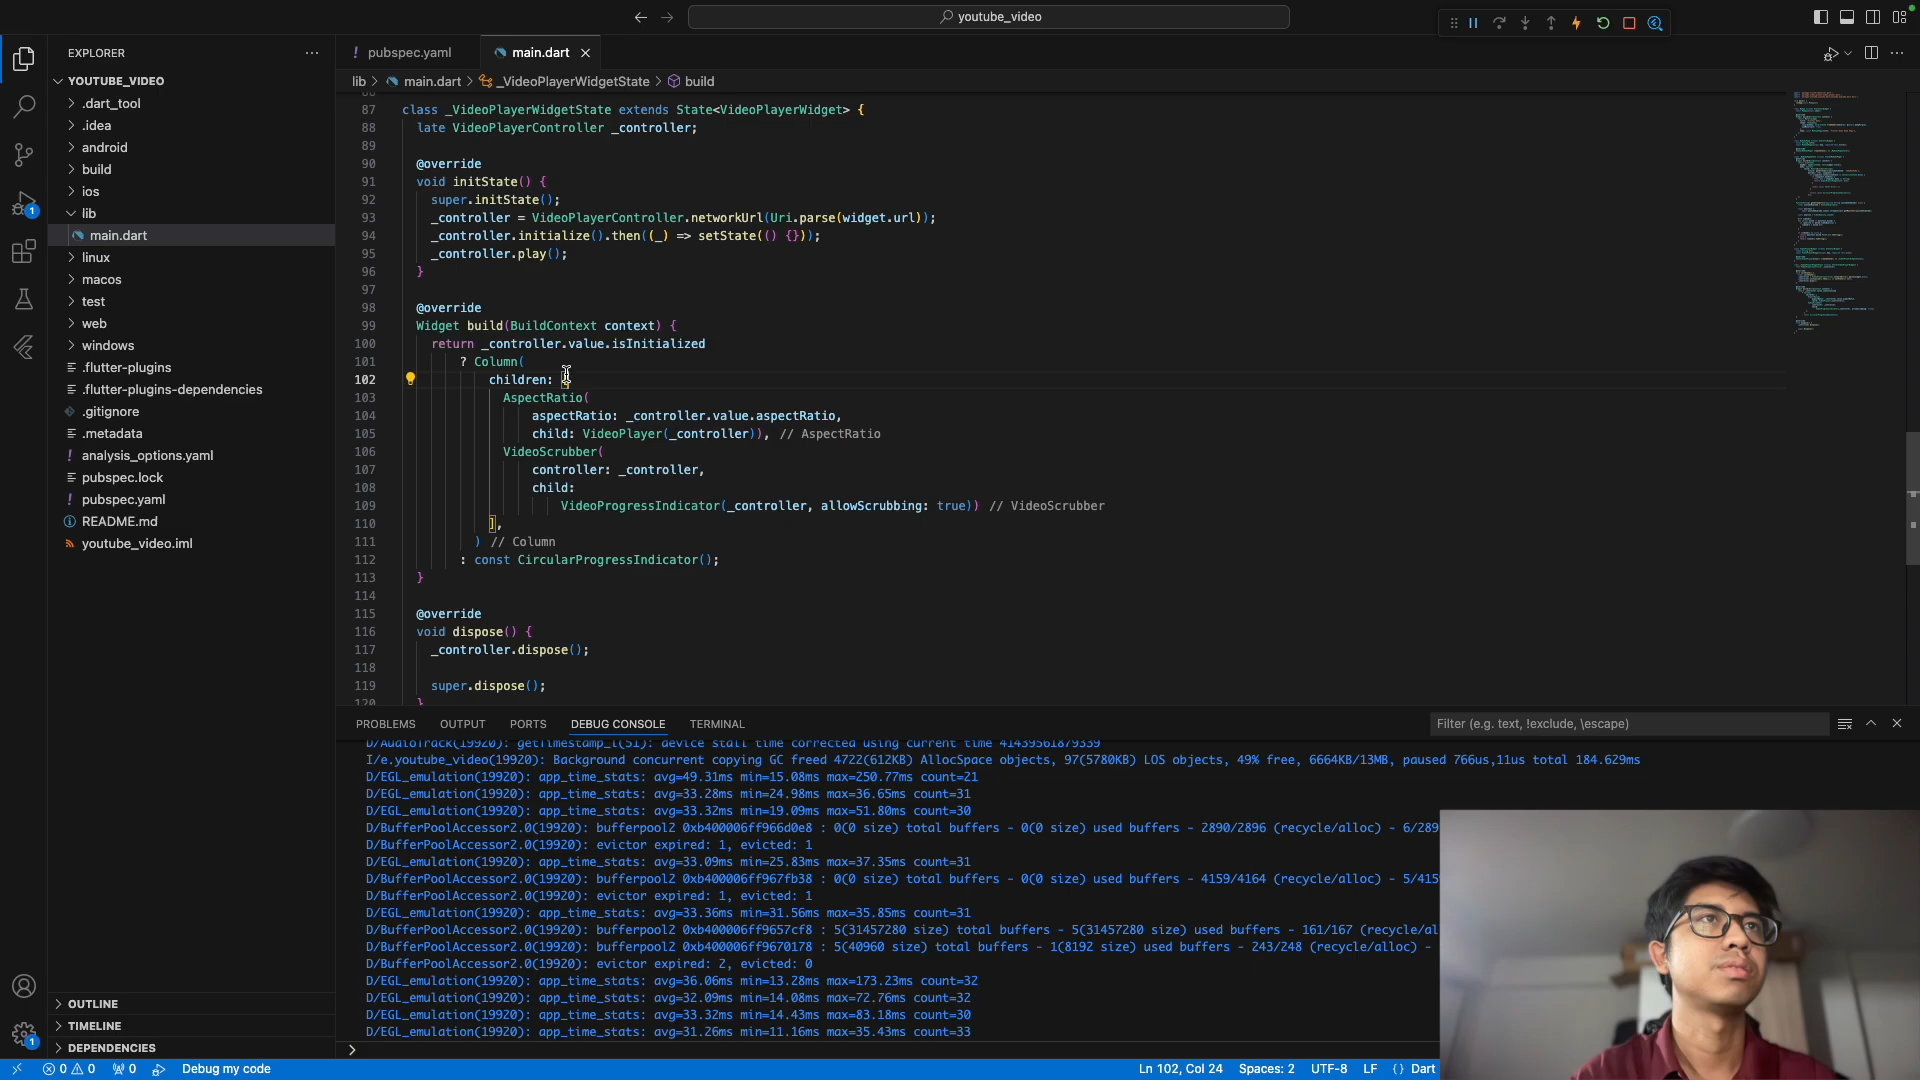 youtube_video
EXPLORER
YOUTUBE_VIDEO
.dart_tool
.idea
android
build
ios
lib
main.dart
linux
macos
test
web
windows
.flutter-plugins
.flutter-plugins-dependencies
.gitignore
.metadata
analysis_options.yaml
pubspec.lock
! pubspec.yaml
README.md
youtube_video.iml
OUTLINE
TIMELINE
DEPENDENCIES
1
1
! pubspec.yaml
main.dart
lib > main.dart > _VideoPlayerWidgetState > build
87 class _VideoPlayerWidgetState extends State<VideoPlayerWidget> {
88 late VideoPlayerController _controller;
89
90 @override
91 void initState() {
92 super.initState();
93 _controller = VideoPlayerController.networkUrl(Uri.parse(widget.url));
94 _controller.initialize().then((_) => setState(() {}));
95 _controller.play();
96 }
97
98 @override
99 Widget build(BuildContext context) {
100 return _controller.value.isInitialized
101 ? Column(
102 children: [
103 AspectRatio(
104 aspectRatio: _controller.value.aspectRatio,
105 child: VideoPlayer(_controller)), // AspectRatio
106 VideoScrubber(
107 controller: _controller,
108 child:
109 VideoProgressIndicator(_controller, allowScrubbing: true)) // VideoScrubber
110 ],
111 ) // Column
112 : const CircularProgressIndicator();
113 }
114
115 @override
116 void dispose() {
117 _controller.dispose();
118
119 super.dispose();
120 }
PROBLEMS OUTPUT PORTS DEBUG CONSOLE TERMINAL
Filter (e.g. text, !exclude, \escape)
D/AudioTrack(19920): getTimestamp_l(51): device stall time corrected using current time 41439561879339
I/e.youtube_video(19920): Background concurrent copying GC freed 4722(612KB) AllocSpace objects, 97(5780KB) LOS objects, 49% free, 6664KB/13MB, paused 766us,11us total 184.629ms
D/EGL_emulation(19920): app_time_stats: avg=49.31ms min=15.08ms max=250.77ms count=21
D/EGL_emulation(19920): app_time_stats: avg=33.28ms min=24.98ms max=36.65ms count=31
D/EGL_emulation(19920): app_time_stats: avg=33.32ms min=19.09ms max=51.80ms count=30
D/BufferPoolAccessor2.0(19920): bufferpool2 0xb400006ff966d0e8 : 0(0 size) total buffers - 0(0 size) used buffers - 2890/2896 (recycle/alloc) - 6/289
D/BufferPoolAccessor2.0(19920): evictor expired: 1, evicted: 1
D/EGL_emulation(19920): app_time_stats: avg=33.09ms min=25.83ms max=37.35ms count=31
D/BufferPoolAccessor2.0(19920): bufferpool2 0xb400006ff967fb38 : 0(0 size) total buffers - 0(0 size) used buffers - 4159/4164 (recycle/alloc) - 5/415
D/BufferPoolAccessor2.0(19920): evictor expired: 1, evicted: 1
D/EGL_emulation(19920): app_time_stats: avg=33.36ms min=31.56ms max=35.85ms count=31
D/BufferPoolAccessor2.0(19920): bufferpool2 0xb400006ff9657cf8 : 5(31457280 size) total buffers - 5(31457280 size) used buffers - 161/167 (recycle/al
D/BufferPoolAccessor2.0(19920): bufferpool2 0xb400006ff9670178 : 5(40960 size) total buffers - 1(8192 size) used buffers - 243/248 (recycle/alloc) -
D/BufferPoolAccessor2.0(19920): evictor expired: 2, evicted: 0
D/EGL_emulation(19920): app_time_stats: avg=36.06ms min=13.28ms max=173.23ms count=32
D/EGL_emulation(19920): app_time_stats: avg=32.09ms min=14.08ms max=72.76ms count=32
D/EGL_emulation(19920): app_time_stats: avg=33.32ms min=14.43ms max=83.18ms count=30
D/EGL_emulation(19920): app_time_stats: avg=31.26ms min=11.16ms max=35.43ms count=33
>
0 0 0 Debug my code Ln 102, Col 24 Spaces: 2 UTF-8 LF {} Dart